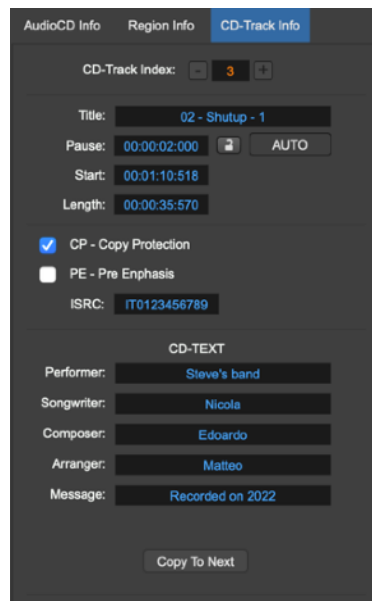 AudioCD Info Region Info CD-Track Info
CD-Track Index: - 3 +
Title: 02 - Shutup - 1
Pause: 00:00:02:000 AUTO
Start: 00:01:10:518
Length: 00:00:35:570
CP - Copy Protection
PE - Pre Enphasis
ISRC: IT0123456789
CD-TEXT
Performer: Steve's band
Songwriter: Nicola
Composer: Edoardo
Arranger: Matteo
Message: Recorded on 2022
Copy To Next